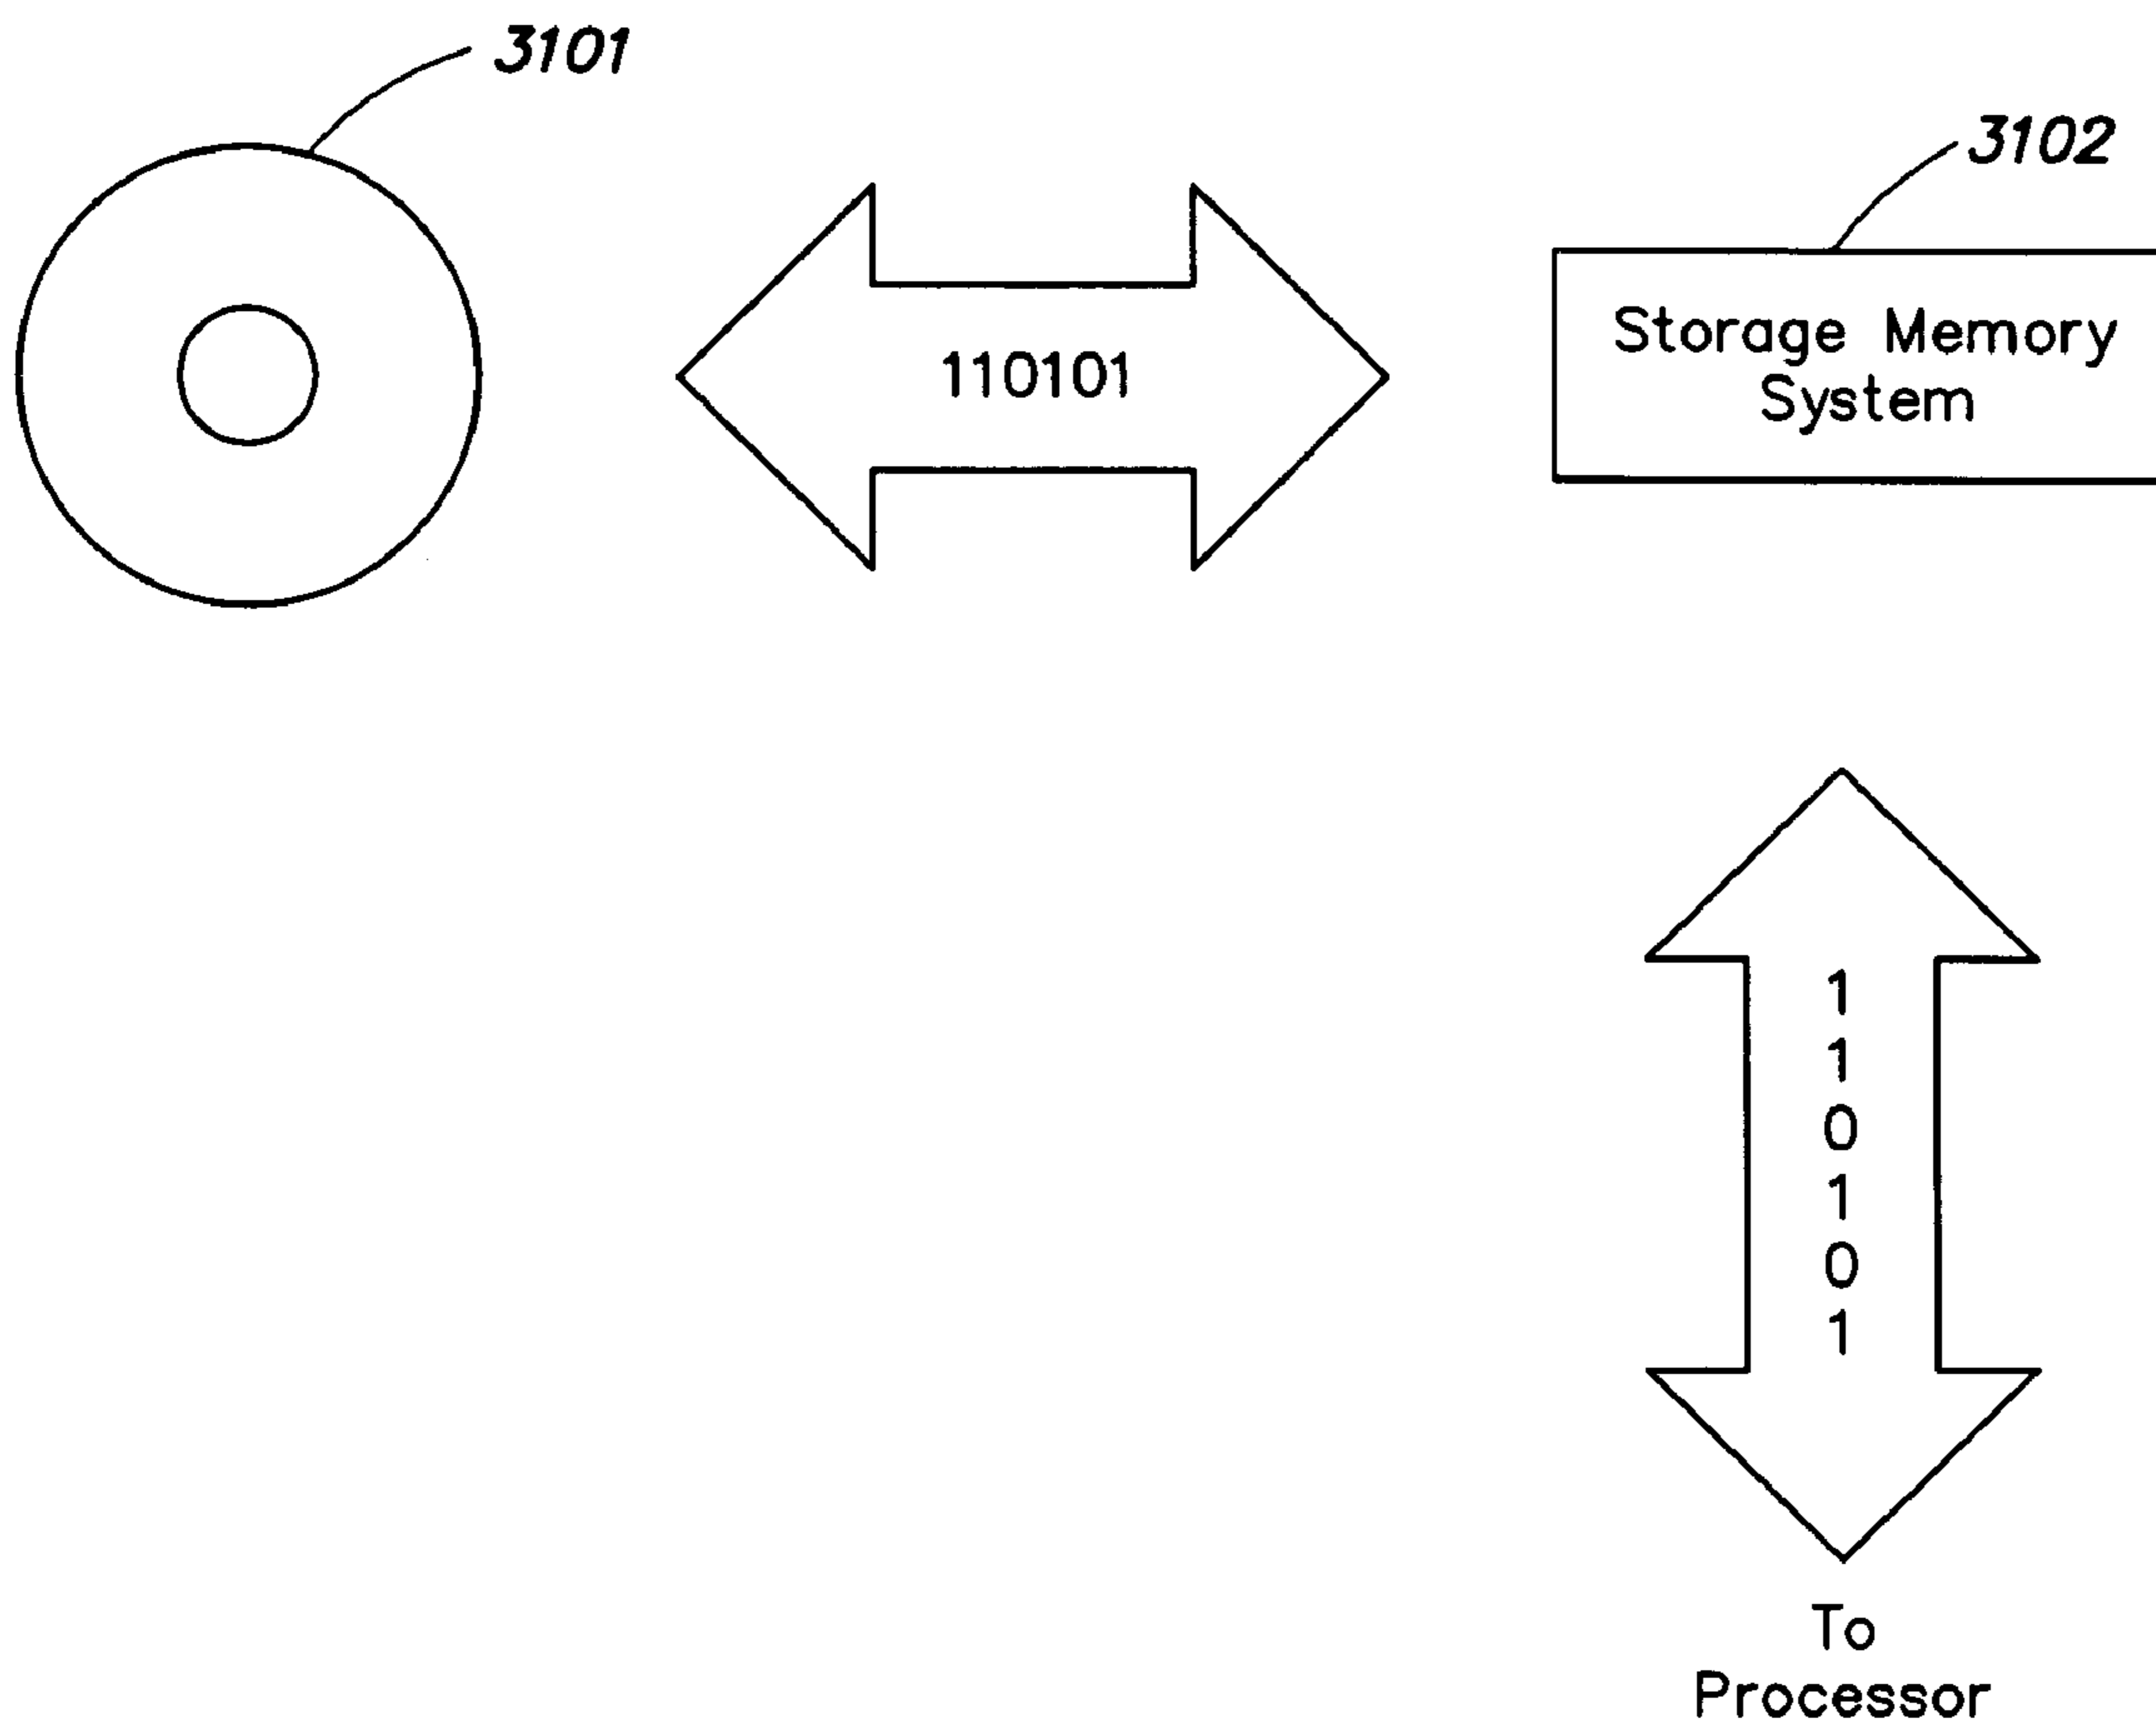 3101
3102
110101
Storage Memory
System
1
1
0
1
0
1
To
Processor